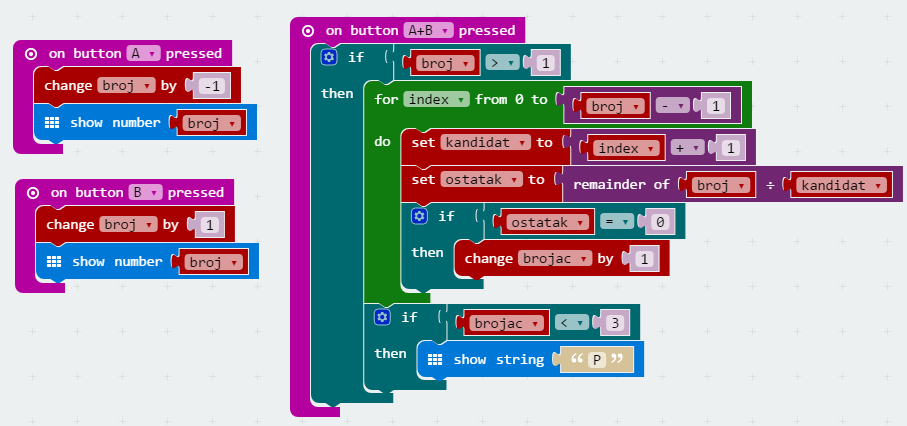 on button A pressed
change broj by -1
show number broj
on button B pressed
change broj by 1
show number broj
on button A+B pressed
if broj > 1
then for index from 0 to broj - 1
do set kandidat to index + 1
set ostatak to remainder of broj ÷ kandidat
if ostatak = 0
then change brojac by 1
if brojac < 3
then show string “ P ”